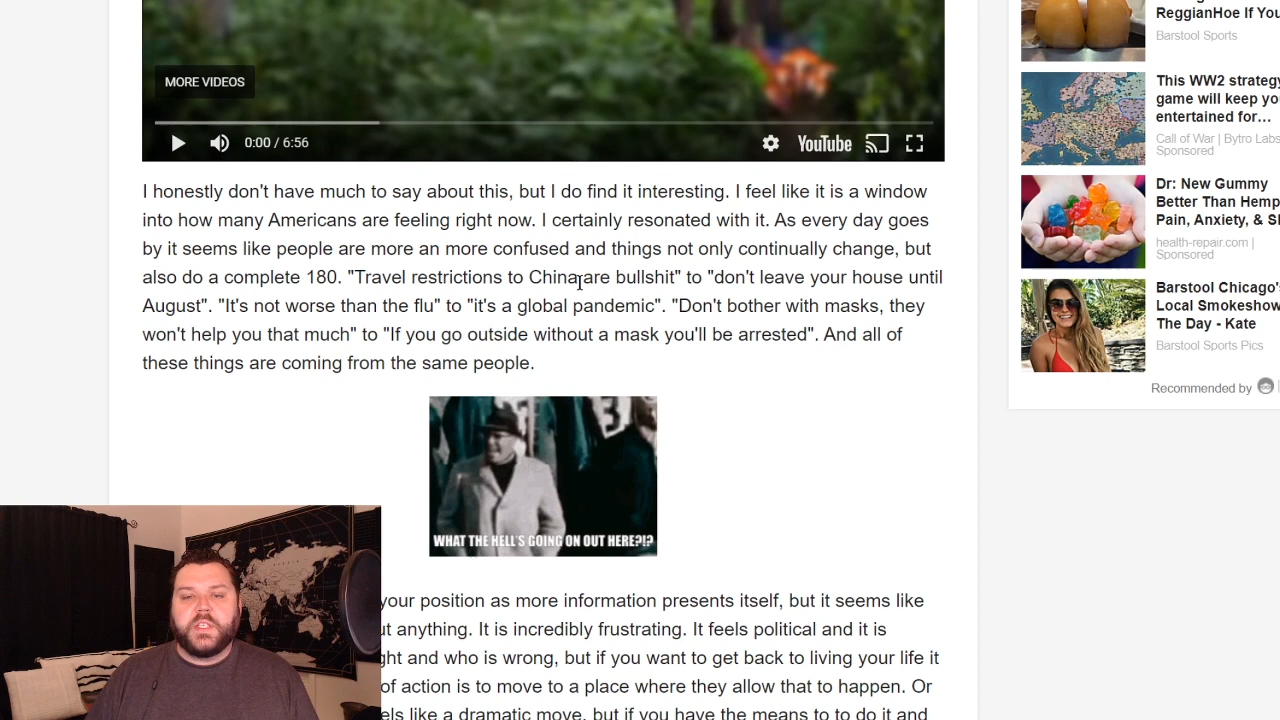 MORE VIDEOS
0:00 / 6:56
YouTube
I honestly don't have much to say about this, but I do find it interesting. I feel like it is a window
into how many Americans are feeling right now. I certainly resonated with it. As every day goes
by it seems like people are more an more confused and things not only continually change, but
also do a complete 180. "Travel restrictions to China are bullshit" to "don't leave your house until
August". "It's not worse than the flu" to "it's a global pandemic". "Don't bother with masks, they
won't help you that much" to "If you go outside without a mask you'll be arrested". And all of
these things are coming from the same people.
WHAT THE HELL'S GOING ON OUT HERE?!?
your position as more information presents itself, but it seems like
anything. It is incredibly frustrating. It feels political and it is
and who is wrong, but if you want to get back to living your life it
of action is to move to a place where they allow that to happen. Or
like a dramatic move, but if you have the means to to do it and
ReggianHoe If You
Barstool Sports
This WW2 strategy
game will keep you
entertained for...
Call of War | Bytro Labs
Sponsored
Dr: New Gummy
Better Than Hemp
Pain, Anxiety, &
health-repair.com |
Sponsored
Barstool Chicago's
Local Smokeshow
The Day - Kate
Barstool Sports Pics
Recommended by